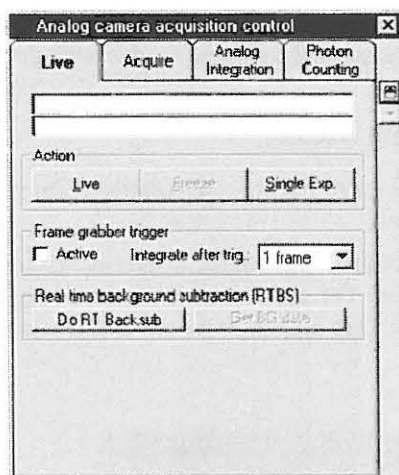 Analog camera acquisition control
Live
Acquire
Analog Integration
Photon Counting
Action
Live
Freeze
Single Exp.
Frame grabber trigger
Active
Integrate after trig.:
1 frame
Real time background subtraction (RTBS)
Do RT Backsub
Get BG data